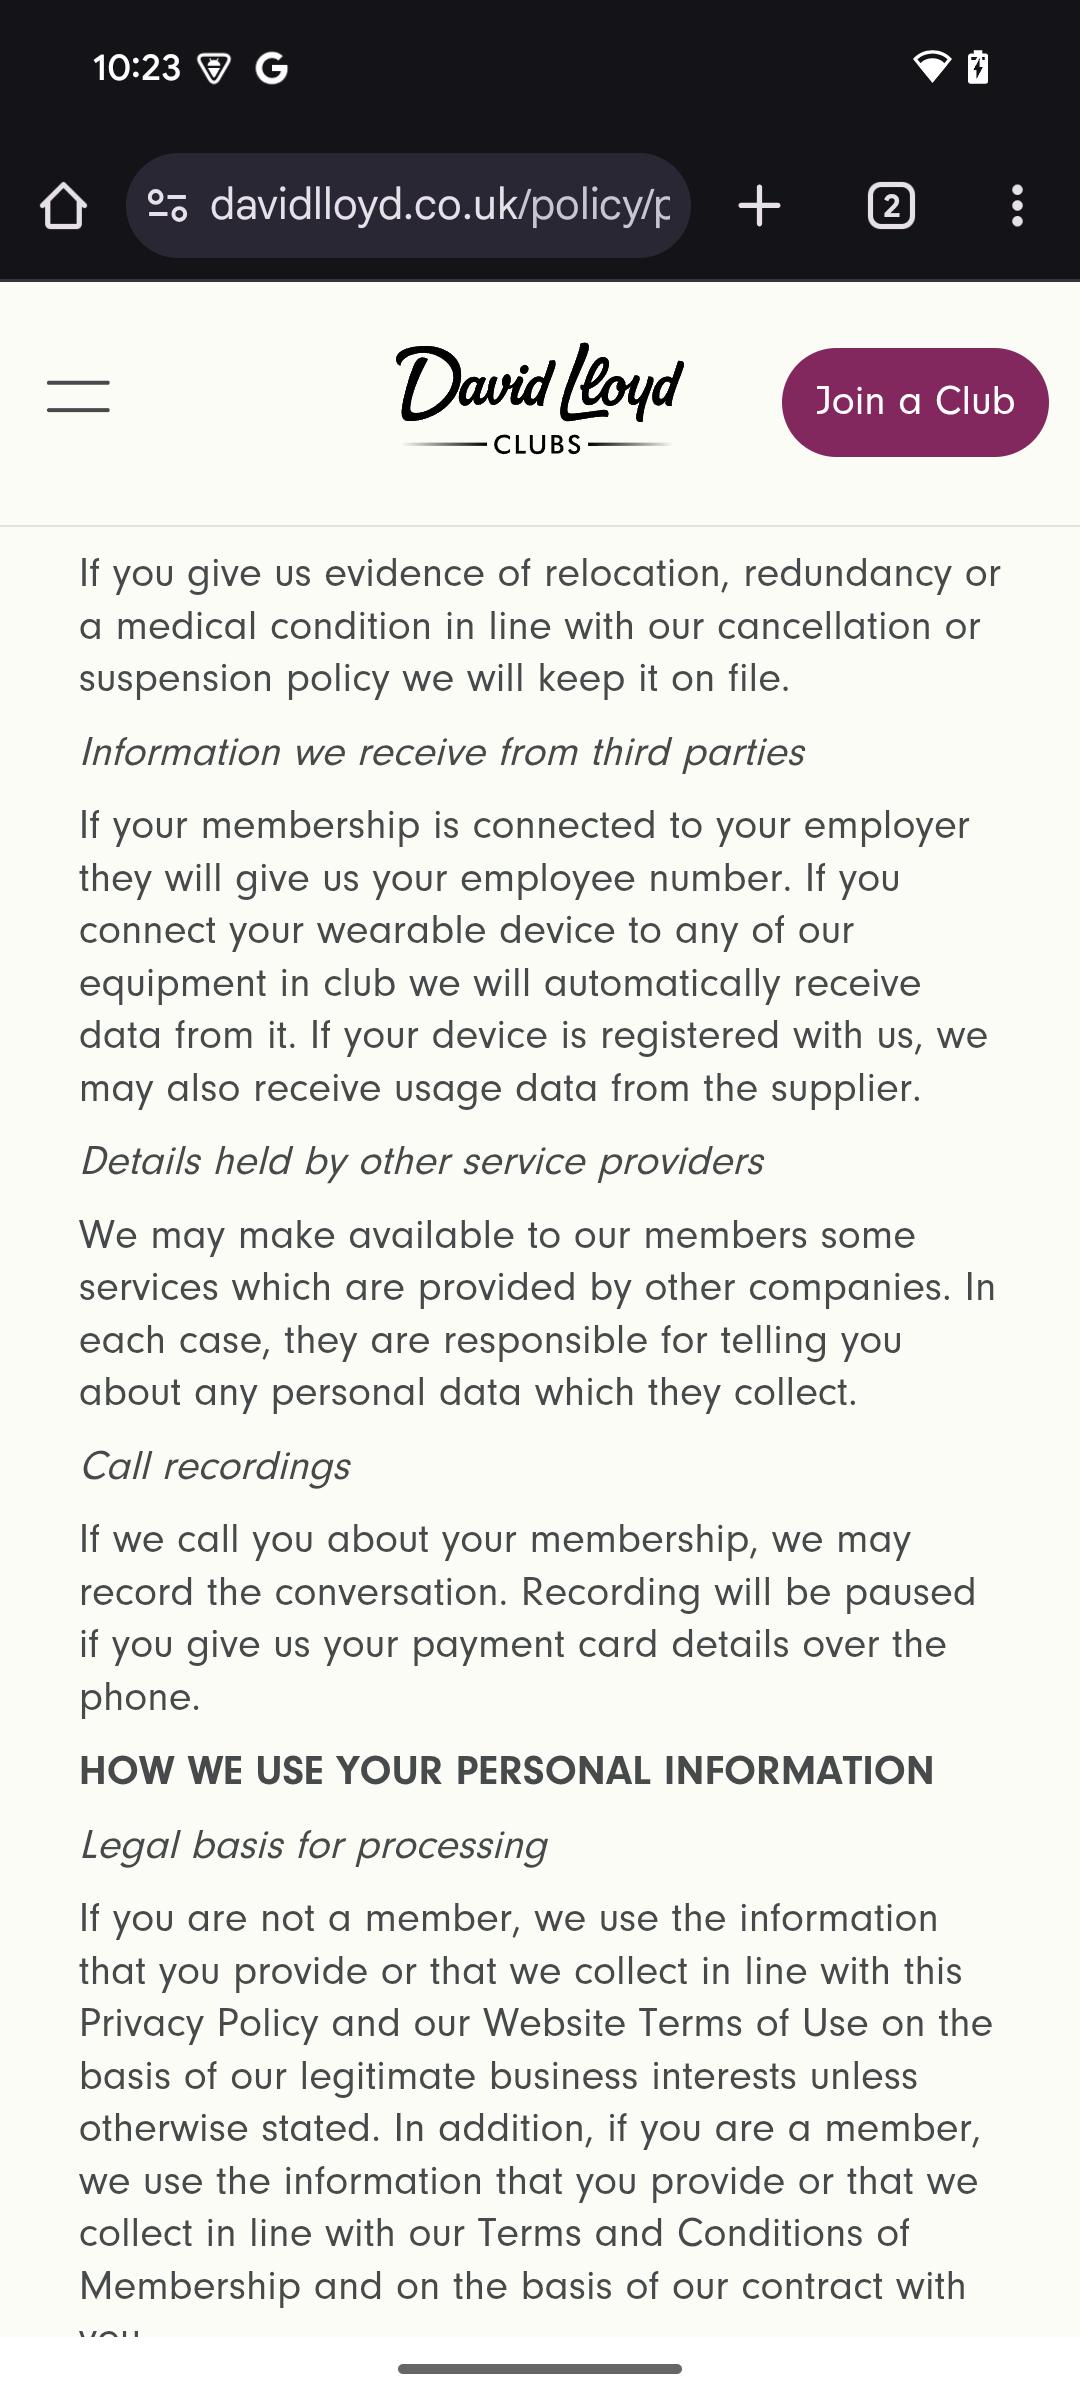 10:23
davidlloyd.co.uk/policy/p
2
David Lloyd
CLUBS
Join a Club
If you give us evidence of relocation, redundancy or
a medical condition in line with our cancellation or
suspension policy we will keep it on file.
Information we receive from third parties
If your membership is connected to your employer
they will give us your employee number. If you
connect your wearable device to any of our
equipment in club we will automatically receive
data from it. If your device is registered with us, we
may also receive usage data from the supplier.
Details held by other service providers
We may make available to our members some
services which are provided by other companies. In
each case, they are responsible for telling you
about any personal data which they collect.
Call recordings
If we call you about your membership, we may
record the conversation. Recording will be paused
if you give us your payment card details over the
phone.
HOW WE USE YOUR PERSONAL INFORMATION
Legal basis for processing
If you are not a member, we use the information
that you provide or that we collect in line with this
Privacy Policy and our Website Terms of Use on the
basis of our legitimate business interests unless
otherwise stated. In addition, if you are a member,
we use the information that you provide or that we
collect in line with our Terms and Conditions of
Membership and on the basis of our contract with
you